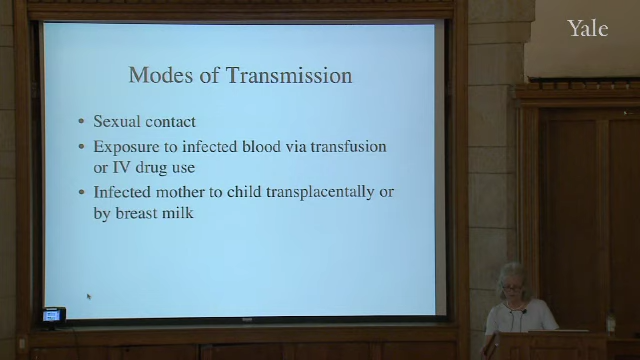 Yale
Modes of Transmission
• Sexual contact
• Exposure to infected blood via transfusion
or IV drug use
• Infected mother to child transplacentally or
by breast milk